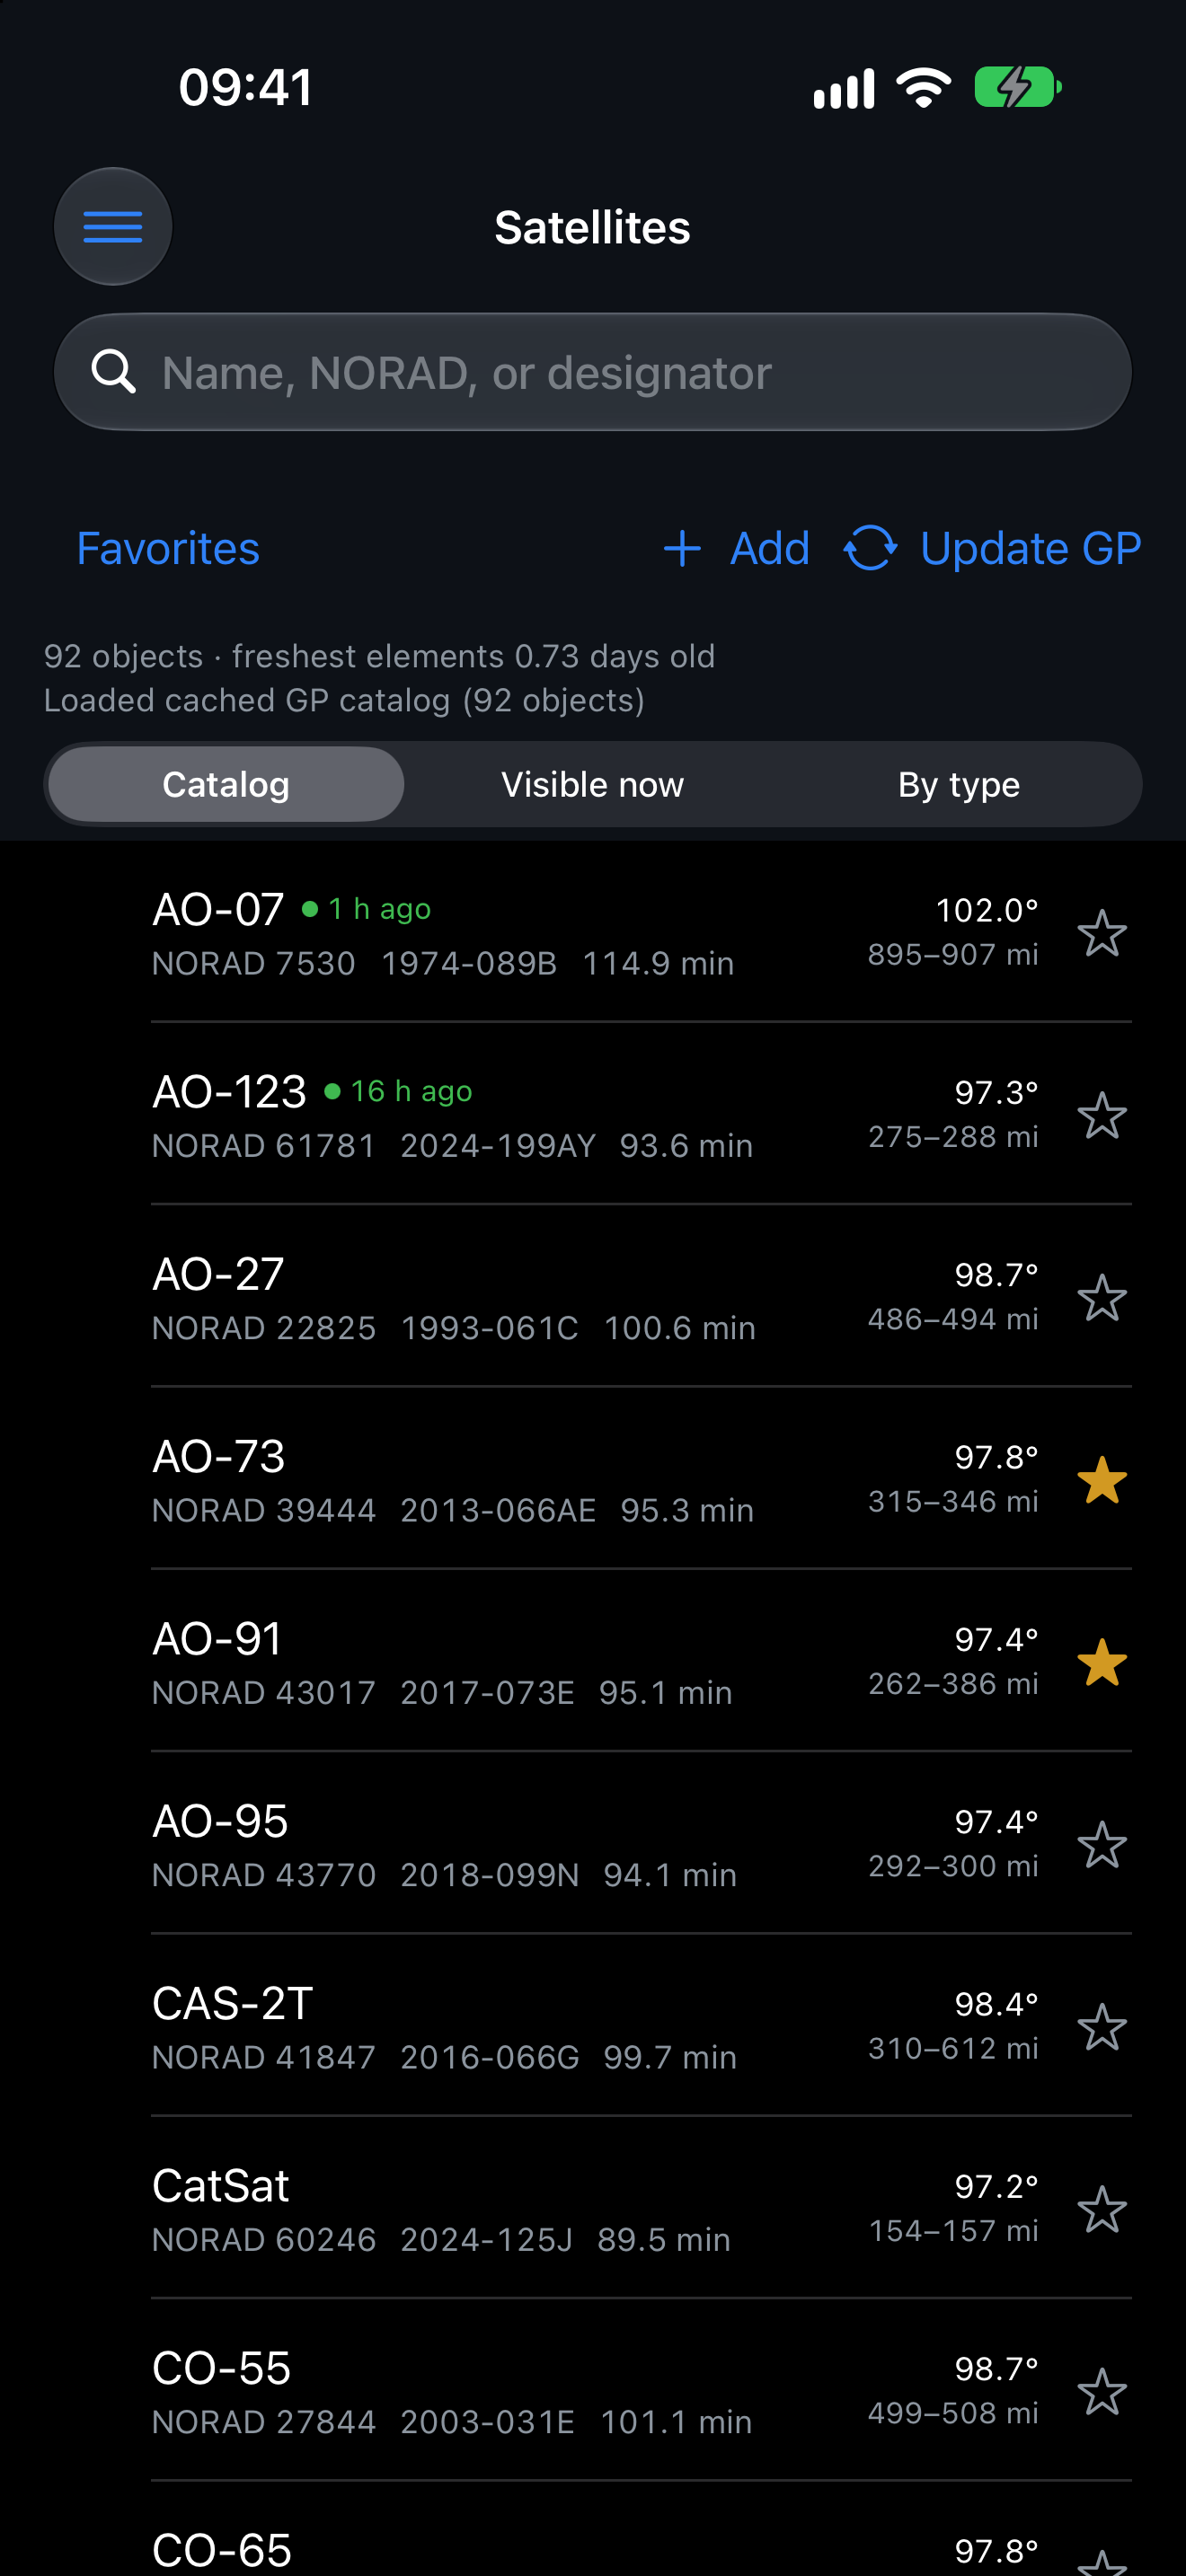 09:41
Satellites
Name, NORAD, or designator
Favorites
Add
Update GP
92 objects · freshest elements 0.73 days old
Loaded cached GP catalog (92 objects)
Catalog
Visible now
By type
AO-07 • 1 h ago
102.0°
NORAD 7530 1974-089B 114.9 min
895–907 mi
AO-123 • 16 h ago
97.3°
NORAD 61781 2024-199AY 93.6 min
275–288 mi
AO-27
98.7°
NORAD 22825 1993-061C 100.6 min
486–494 mi
AO-73
97.8°
NORAD 39444 2013-066AE 95.3 min
315–346 mi
AO-91
97.4°
NORAD 43017 2017-073E 95.1 min
262–386 mi
AO-95
97.4°
NORAD 43770 2018-099N 94.1 min
292–300 mi
CAS-2T
98.4°
NORAD 41847 2016-066G 99.7 min
310–612 mi
CatSat
97.2°
NORAD 60246 2024-125J 89.5 min
154–157 mi
CO-55
98.7°
NORAD 27844 2003-031E 101.1 min
499–508 mi
CO-65
97.8°